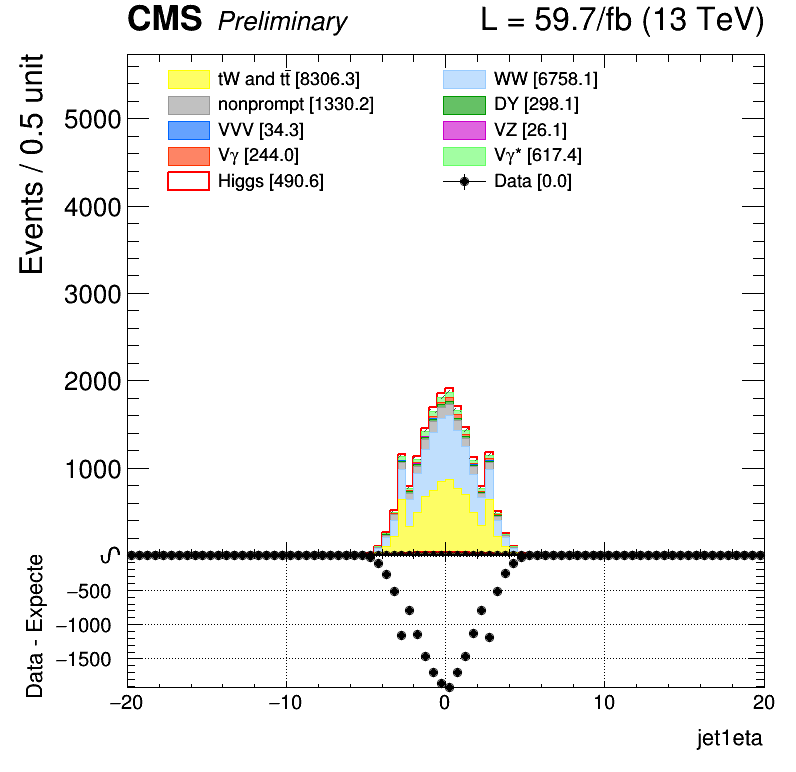 CMS Preliminary L = 59.7/fb (13 TeV)
Events / 0.5 unit
tW and tt̄ [8306.3] WW [6758.1]
nonprompt [1330.2] DY [298.1]
VVV [34.3] VZ [26.1]
Vγ [244.0] Vγ* [617.4]
Higgs [490.6] Data [0.0]
5000
4000
3000
2000
1000
0
Data - Expecte
−500
−1000
−1500
−20 −10 0 10 20
jet1eta